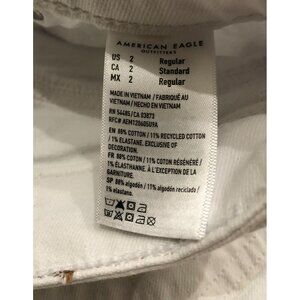 AMERICAN EAGLE
OUTFITTERS
US 2 Regular
CA 2 Standard
MX 2 Regular
MADE IN VIETNAM / FABRIQUÉ AU
VIETNAM / HECHO EN VIETNAM
RN 54485 / CA 03873
RFC# AEM120605U9A
EN 88% COTTON / 11% RECYCLED COTTON
/ 1% ELASTANE. EXCLUSIVE OF
DECORATION.
FR 88% COTON / 11% COTON RÉGÉNÉRÉ /
1% ÉLASTHANNE. À L'EXCEPTION DE LA
GARNITURE.
SP 88% algodón / 11% algodón reciclado /
1% elastano.